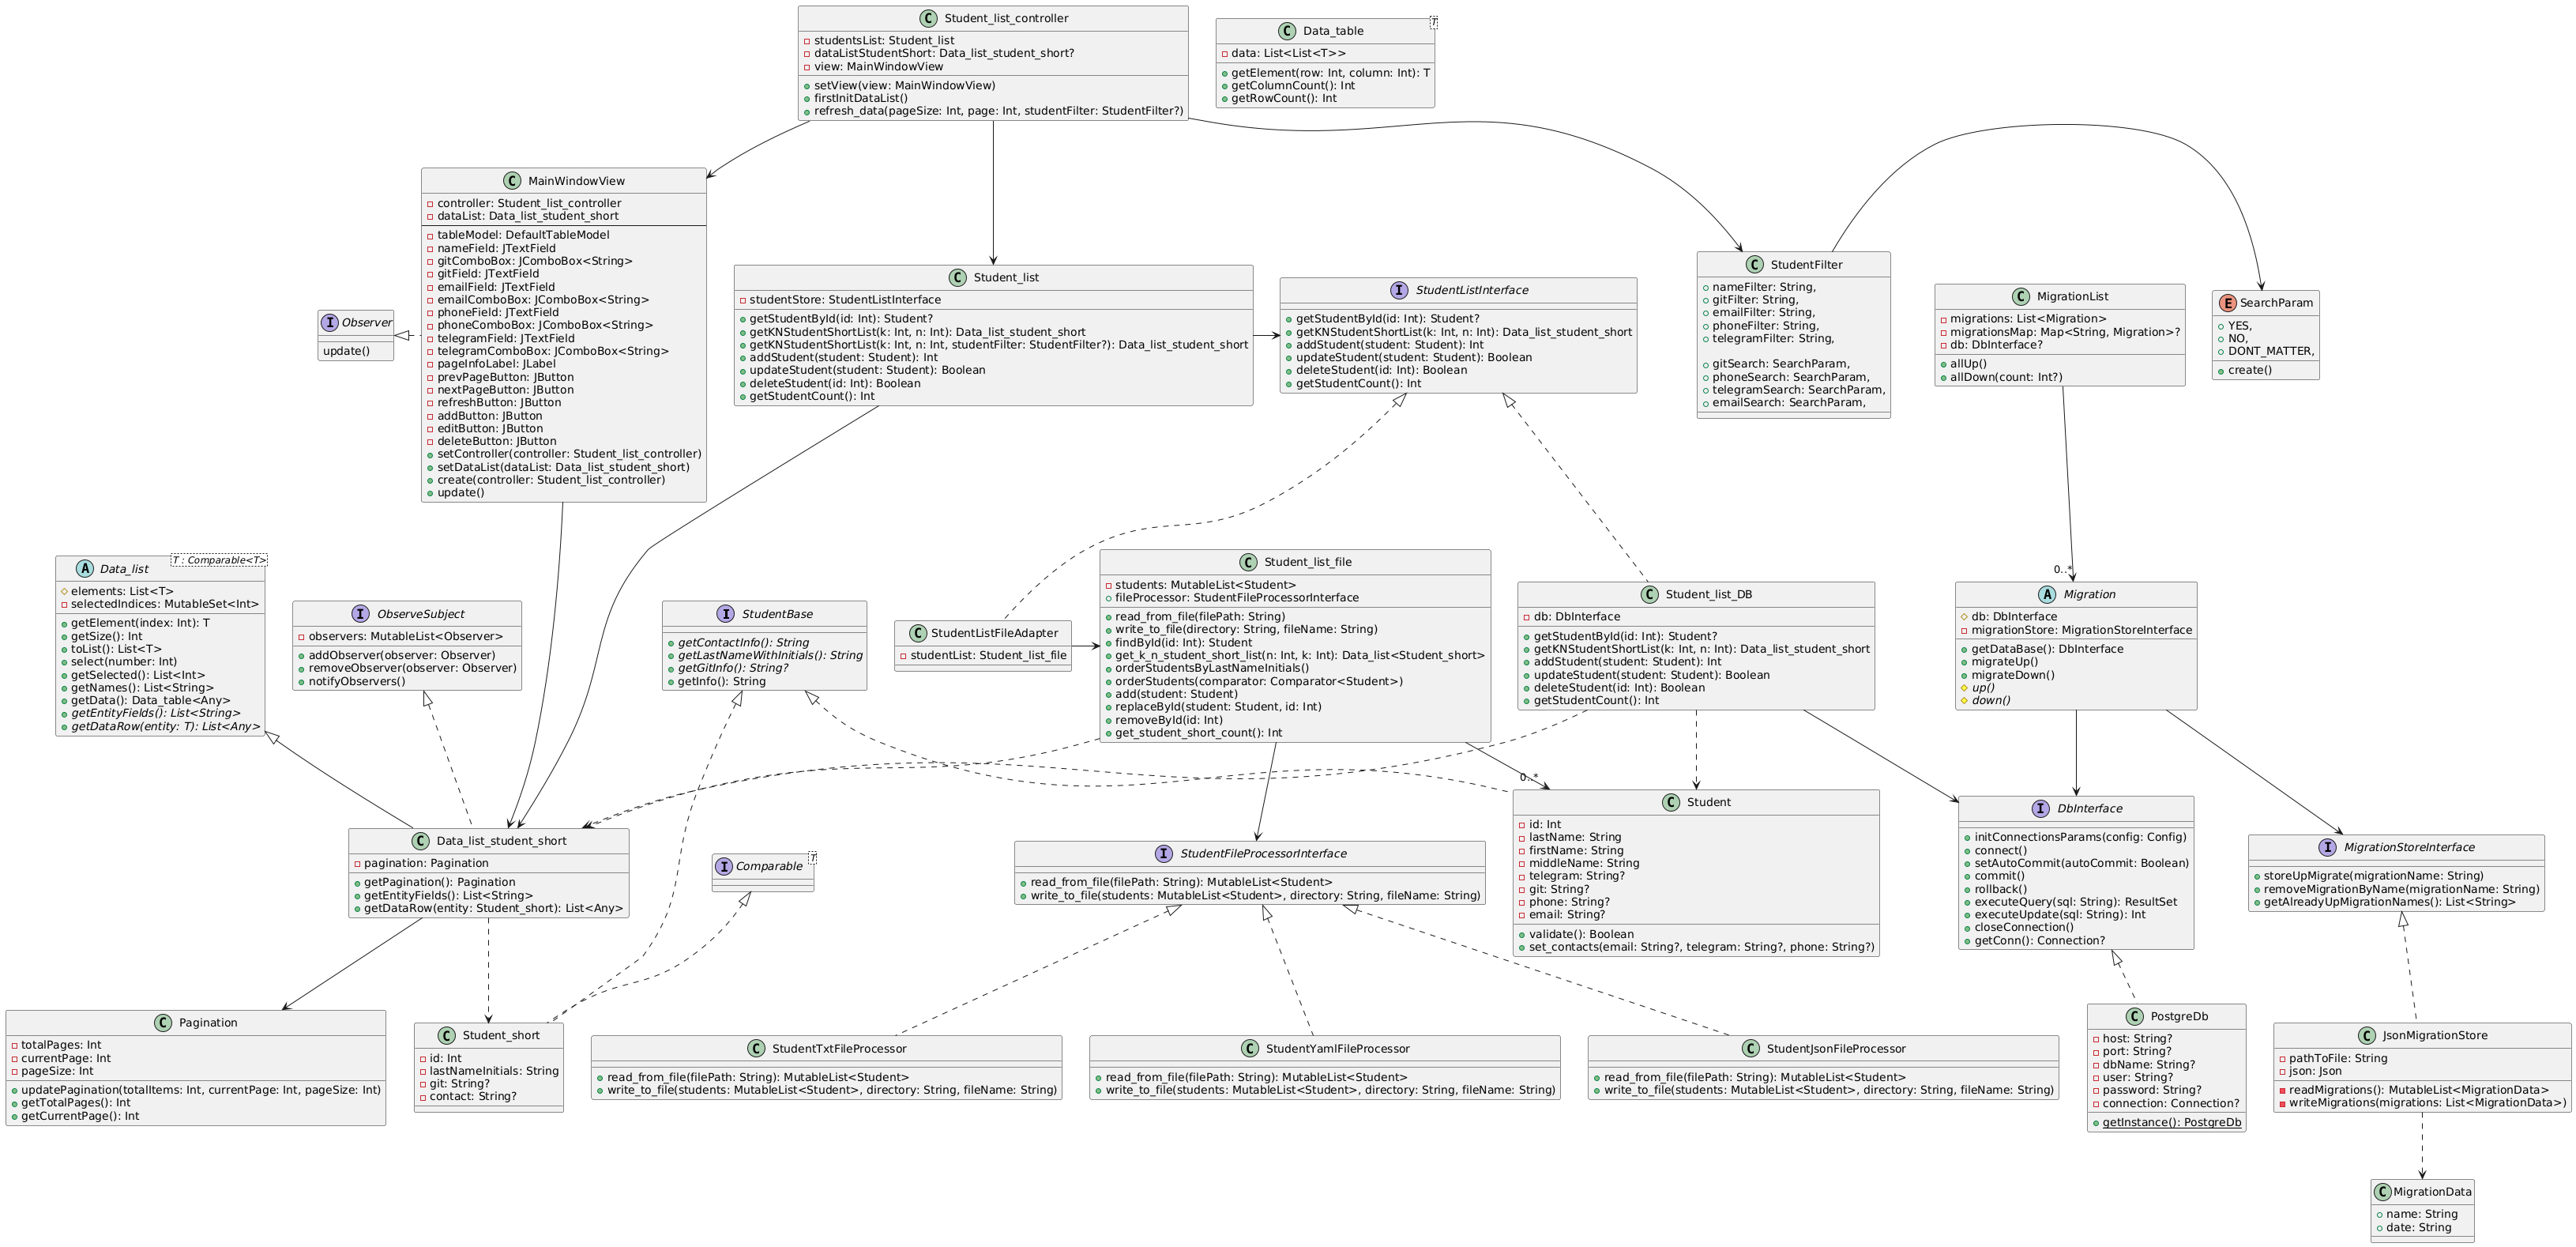 Student_list_controller
studentsList: Student_list
dataListStudentShort: Data_list_student_short?
view: MainWindowView
setView(view: MainWindowView)
firstInitDataList()
refresh_data(pageSize: Int, page: Int, studentFilter: StudentFilter?)
Data_table
T
data: List<List<T>>
getElement(row: Int, column: Int): T
getColumnCount(): Int
getRowCount(): Int
MainWindowView
controller: Student_list_controller
dataList: Data_list_student_short
tableModel: DefaultTableModel
nameField: JTextField
gitComboBox: JComboBox<String>
gitField: JTextField
emailField: JTextField
emailComboBox: JComboBox<String>
phoneField: JTextField
phoneComboBox: JComboBox<String>
telegramField: JTextField
telegramComboBox: JComboBox<String>
pageInfoLabel: JLabel
prevPageButton: JButton
nextPageButton: JButton
refreshButton: JButton
addButton: JButton
editButton: JButton
deleteButton: JButton
setController(controller: Student_list_controller)
setDataList(dataList: Data_list_student_short)
create(controller: Student_list_controller)
update()
Observer
update()
Student_list
studentStore: StudentListInterface
getStudentById(id: Int): Student?
getKNStudentShortList(k: Int, n: Int): Data_list_student_short
getKNStudentShortList(k: Int, n: Int, studentFilter: StudentFilter?): Data_list_student_short
addStudent(student: Student): Int
updateStudent(student: Student): Boolean
deleteStudent(id: Int): Boolean
getStudentCount(): Int
StudentListInterface
getStudentById(id: Int): Student?
getKNStudentShortList(k: Int, n: Int): Data_list_student_short
addStudent(student: Student): Int
updateStudent(student: Student): Boolean
deleteStudent(id: Int): Boolean
getStudentCount(): Int
StudentFilter
nameFilter: String,
gitFilter: String,
emailFilter: String,
phoneFilter: String,
telegramFilter: String,
gitSearch: SearchParam,
phoneSearch: SearchParam,
telegramSearch: SearchParam,
emailSearch: SearchParam,
MigrationList
migrations: List<Migration>
migrationsMap: Map<String, Migration>?
db: DbInterface?
allUp()
allDown(count: Int?)
SearchParam
YES,
NO,
DONT_MATTER,
create()
Data_list
T : Comparable<T>
elements: List<T>
selectedIndices: MutableSet<Int>
getElement(index: Int): T
getSize(): Int
toList(): List<T>
select(number: Int)
getSelected(): List<Int>
getNames(): List<String>
getData(): Data_table<Any>
getEntityFields(): List<String>
getDataRow(entity: T): List<Any>
ObserveSubject
observers: MutableList<Observer>
addObserver(observer: Observer)
removeObserver(observer: Observer)
notifyObservers()
StudentBase
getContactInfo(): String
getLastNameWithInitials(): String
getGitInfo(): String?
getInfo(): String
StudentListFileAdapter
studentList: Student_list_file
Student_list_file
students: MutableList<Student>
fileProcessor: StudentFileProcessorInterface
read_from_file(filePath: String)
write_to_file(directory: String, fileName: String)
findById(id: Int): Student
get_k_n_student_short_list(n: Int, k: Int): Data_list<Student_short>
orderStudentsByLastNameInitials()
orderStudents(comparator: Comparator<Student>)
add(student: Student)
replaceById(student: Student, id: Int)
removeById(id: Int)
get_student_short_count(): Int
Student_list_DB
db: DbInterface
getStudentById(id: Int): Student?
getKNStudentShortList(k: Int, n: Int): Data_list_student_short
addStudent(student: Student): Int
updateStudent(student: Student): Boolean
deleteStudent(id: Int): Boolean
getStudentCount(): Int
0..*
Migration
db: DbInterface
migrationStore: MigrationStoreInterface
getDataBase(): DbInterface
migrateUp()
migrateDown()
up()
down()
0..*
Data_list_student_short
pagination: Pagination
getPagination(): Pagination
getEntityFields(): List<String>
getDataRow(entity: Student_short): List<Any>
Comparable
T
StudentFileProcessorInterface
read_from_file(filePath: String): MutableList<Student>
write_to_file(students: MutableList<Student>, directory: String, fileName: String)
Student
id: Int
lastName: String
firstName: String
middleName: String
telegram: String?
git: String?
phone: String?
email: String?
validate(): Boolean
set_contacts(email: String?, telegram: String?, phone: String?)
DbInterface
initConnectionsParams(config: Config)
connect()
setAutoCommit(autoCommit: Boolean)
commit()
rollback()
executeQuery(sql: String): ResultSet
executeUpdate(sql: String): Int
closeConnection()
getConn(): Connection?
MigrationStoreInterface
storeUpMigrate(migrationName: String)
removeMigrationByName(migrationName: String)
getAlreadyUpMigrationNames(): List<String>
Pagination
totalPages: Int
currentPage: Int
pageSize: Int
updatePagination(totalItems: Int, currentPage: Int, pageSize: Int)
getTotalPages(): Int
getCurrentPage(): Int
Student_short
id: Int
lastNameInitials: String
git: String?
contact: String?
StudentTxtFileProcessor
read_from_file(filePath: String): MutableList<Student>
write_to_file(students: MutableList<Student>, directory: String, fileName: String)
StudentYamlFileProcessor
read_from_file(filePath: String): MutableList<Student>
write_to_file(students: MutableList<Student>, directory: String, fileName: String)
StudentJsonFileProcessor
read_from_file(filePath: String): MutableList<Student>
write_to_file(students: MutableList<Student>, directory: String, fileName: String)
PostgreDb
host: String?
port: String?
dbName: String?
user: String?
password: String?
connection: Connection?
getInstance(): PostgreDb
JsonMigrationStore
pathToFile: String
json: Json
readMigrations(): MutableList<MigrationData>
writeMigrations(migrations: List<MigrationData>)
MigrationData
name: String
date: String